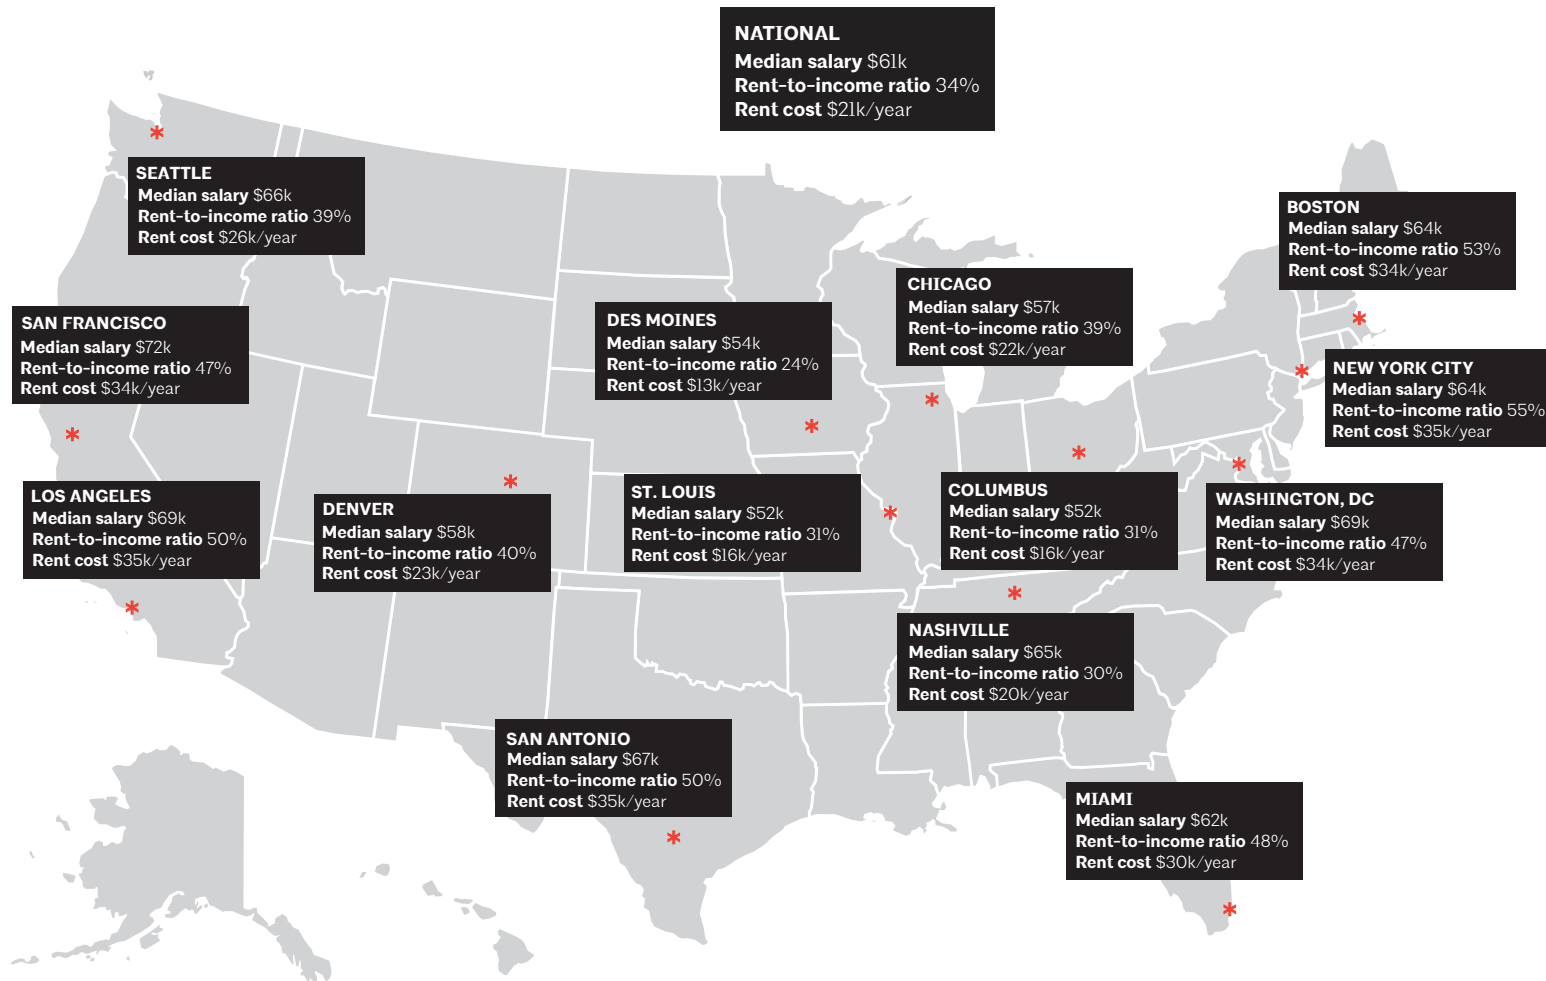 NATIONAL
Median salary $61k
Rent-to-income ratio 34%
Rent cost $21k/year
SEATTLE
Median salary $66k
Rent-to-income ratio 39%
Rent cost $26k/year
BOSTON
Median salary $64k
Rent-to-income ratio 53%
Rent cost $34k/year
CHICAGO
Median salary $57k
Rent-to-income ratio 39%
Rent cost $22k/year
SAN FRANCISCO
Median salary $72k
Rent-to-income ratio 47%
Rent cost $34k/year
DES MOINES
Median salary $54k
Rent-to-income ratio 24%
Rent cost $13k/year
NEW YORK CITY
Median salary $64k
Rent-to-income ratio 55%
Rent cost $35k/year
LOS ANGELES
Median salary $69k
Rent-to-income ratio 50%
Rent cost $35k/year
DENVER
Median salary $58k
Rent-to-income ratio 40%
Rent cost $23k/year
ST. LOUIS
Median salary $52k
Rent-to-income ratio 31%
Rent cost $16k/year
COLUMBUS
Median salary $52k
Rent-to-income ratio 31%
Rent cost $16k/year
WASHINGTON, DC
Median salary $69k
Rent-to-income ratio 47%
Rent cost $34k/year
NASHVILLE
Median salary $65k
Rent-to-income ratio 30%
Rent cost $20k/year
SAN ANTONIO
Median salary $67k
Rent-to-income ratio 50%
Rent cost $35k/year
MIAMI
Median salary $62k
Rent-to-income ratio 48%
Rent cost $30k/year